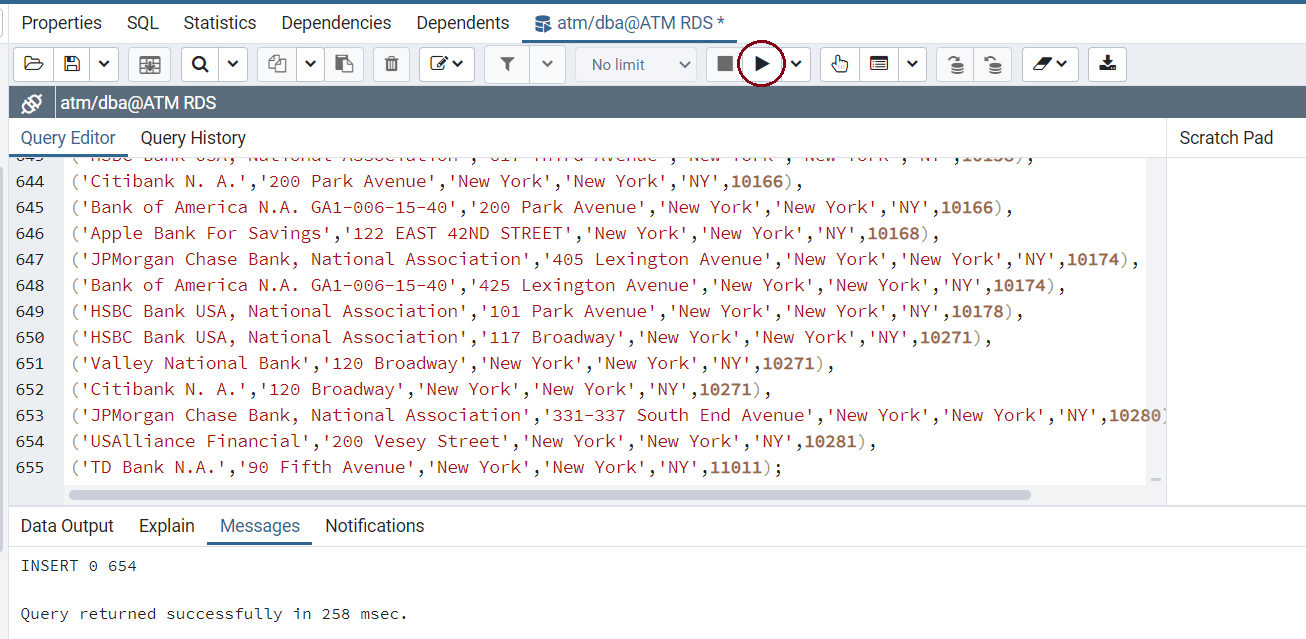 Properties SQL Statistics Dependencies Dependents atm/dba@ATM RDS *
No limit
atm/dba@ATM RDS
Query Editor Query History Scratch Pad
644 ('Citibank N. A.','200 Park Avenue','New York','New York','NY',10166),
645 ('Bank of America N.A. GA1-006-15-40','200 Park Avenue','New York','New York','NY',10166),
646 ('Apple Bank For Savings','122 EAST 42ND STREET','New York','New York','NY',10168),
647 ('JPMorgan Chase Bank, National Association','405 Lexington Avenue','New York','New York','NY',10174),
648 ('Bank of America N.A. GA1-006-15-40','425 Lexington Avenue','New York','New York','NY',10174),
649 ('HSBC Bank USA, National Association','101 Park Avenue','New York','New York','NY',10178),
650 ('HSBC Bank USA, National Association','117 Broadway','New York','New York','NY',10271),
651 ('Valley National Bank','120 Broadway','New York','New York','NY',10271),
652 ('Citibank N. A.','120 Broadway','New York','New York','NY',10271),
653 ('JPMorgan Chase Bank, National Association','331-337 South End Avenue','New York','New York','NY',10280)
654 ('USAlliance Financial','200 Vesey Street','New York','New York','NY',10281),
655 ('TD Bank N.A.','90 Fifth Avenue','New York','New York','NY',11011);
Data Output Explain Messages Notifications
INSERT 0 654
Query returned successfully in 258 msec.